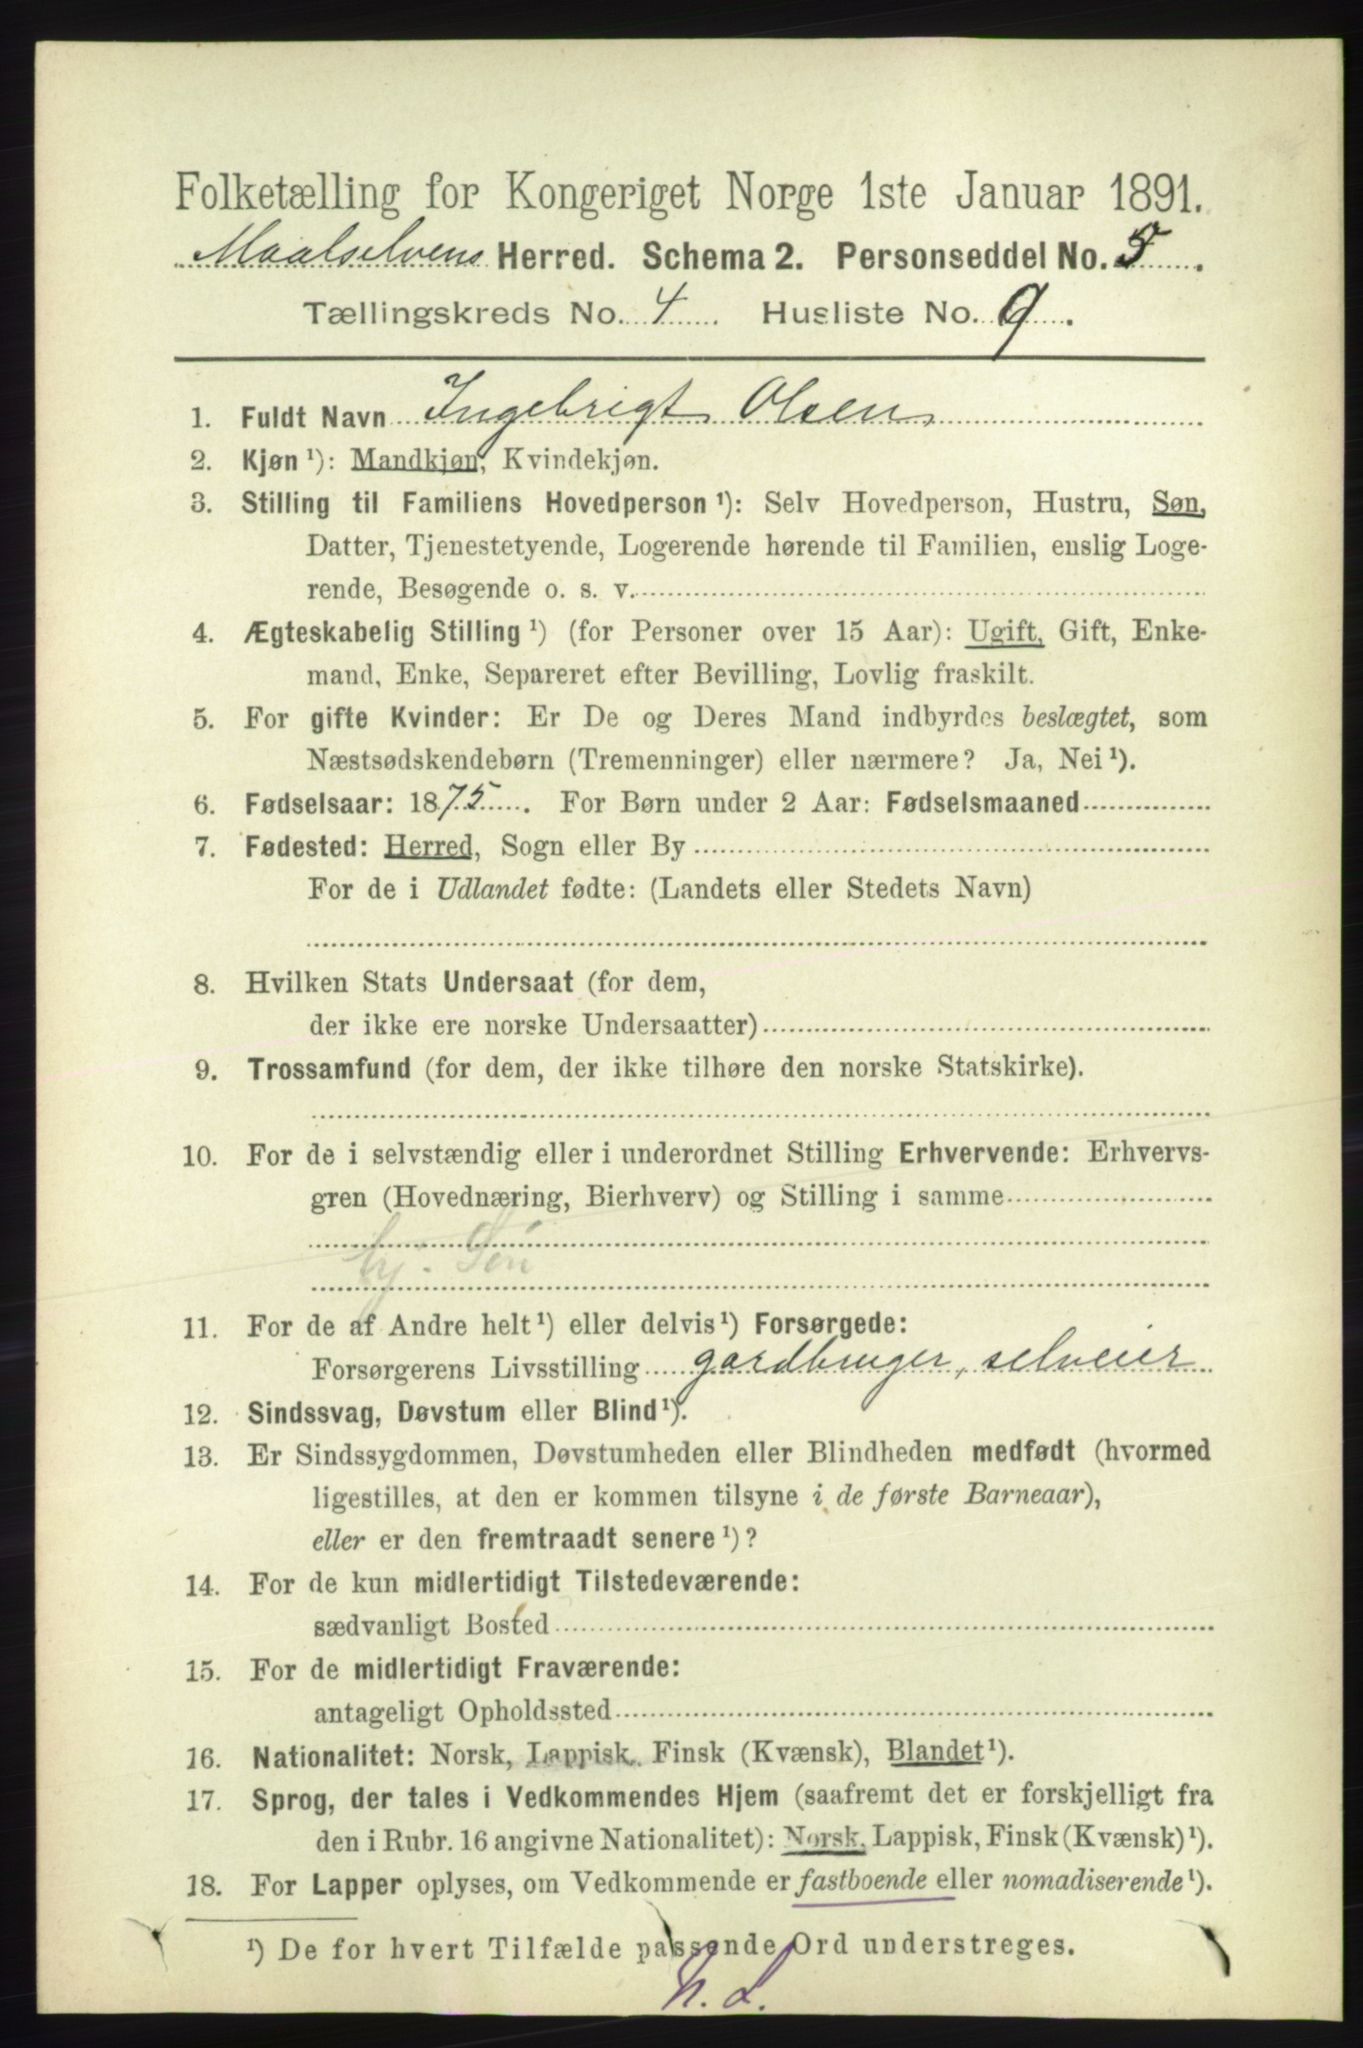 Folketælling for Kongeriget Norge 1ste Januar 1891.
Maalselvens Herred. Schema 2. Personseddel No. 5.
Tællingskreds No. 4 Husliste No. 9.
1. Fuldt Navn Ingebrigt Olsen
2. Kjøn ¹): Mandkjøn, Kvindekjøn.
3. Stilling til Familiens Hovedperson ¹): Selv Hovedperson, Hustru, Søn,
Datter, Tjenestetyende, Logerende hørende til Familien, enslig Loge-
rende, Besøgende o. s. v.
4. Ægteskabelig Stilling ¹) (for Personer over 15 Aar): Ugift, Gift, Enke-
mand, Enke, Separeret efter Bevilling, Lovlig fraskilt.
5. For gifte Kvinder: Er De og Deres Mand indbyrdes beslægtet, som
Næstsødskendebørn (Tremenninger) eller nærmere? Ja, Nei ¹).
6. Fødselsaar: 1875. For Børn under 2 Aar: Fødselsmaaned
7. Fødested: Herred, Sogn eller By
For de i Udlandet fødte: (Landets eller Stedets Navn)
8. Hvilken Stats Undersaat (for dem,
der ikke ere norske Undersaatter)
9. Trossamfund (for dem, der ikke tilhøre den norske Statskirke).
10. For de i selvstændig eller i underordnet Stilling Erhvervende: Erhvervs-
gren (Hovednæring, Bierhverv) og Stilling i samme
hj. Søn
11. For de af Andre helt ¹) eller delvis ¹) Forsørgede:
Forsørgerens Livsstilling gardbruger, selveier
12. Sindssvag, Døvstum eller Blind ¹).
13. Er Sindssygdommen, Døvstumheden eller Blindheden medfødt (hvormed
ligestilles, at den er kommen tilsyne i de første Barneaar),
eller er den fremtraadt senere ¹)?
14. For de kun midlertidigt Tilstedeværende:
sædvanligt Bosted
15. For de midlertidigt Fraværende:
antageligt Opholdssted
16. Nationalitet: Norsk, Lappisk, Finsk (Kvænsk), Blandet ¹).
17. Sprog, der tales i Vedkommendes Hjem (saafremt det er forskjelligt fra
den i Rubr. 16 angivne Nationalitet): Norsk, Lappisk, Finsk (Kvænsk) ¹).
18. For Lapper oplyses, om Vedkommende er fastboende eller nomadiserende ¹).
¹) De for hvert Tilfælde passende Ord understreges.
N. L.